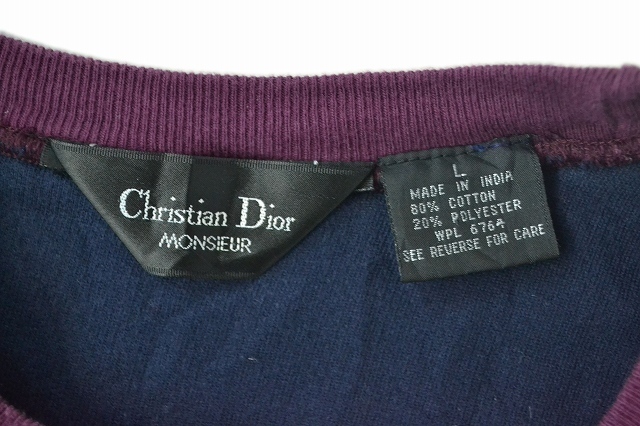 Christian Dior
MONSIEUR
L
MADE IN INDIA
80% COTTON
20% POLYESTER
WPL 6764
SEE REVERSE FOR CARE